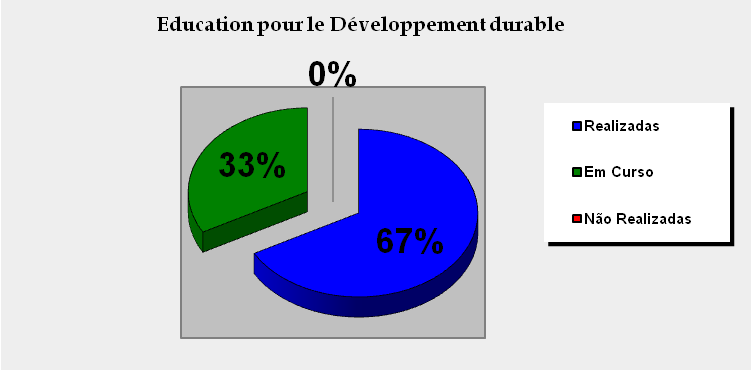 Education pour le Développement durable
0%
33%
67%
Realizadas
Em Curso
Não Realizadas